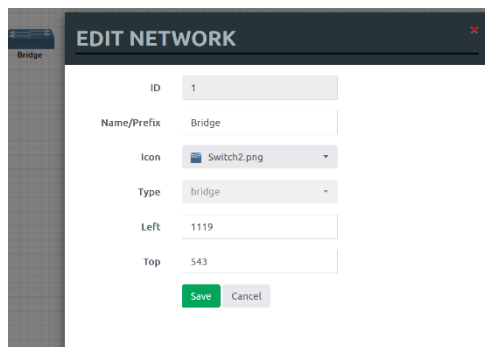 Bridge
EDIT NETWORK
x
ID 1
Name/Prefix Bridge
Icon Switch2.png
Type bridge
Left 1119
Top 543
Save Cancel